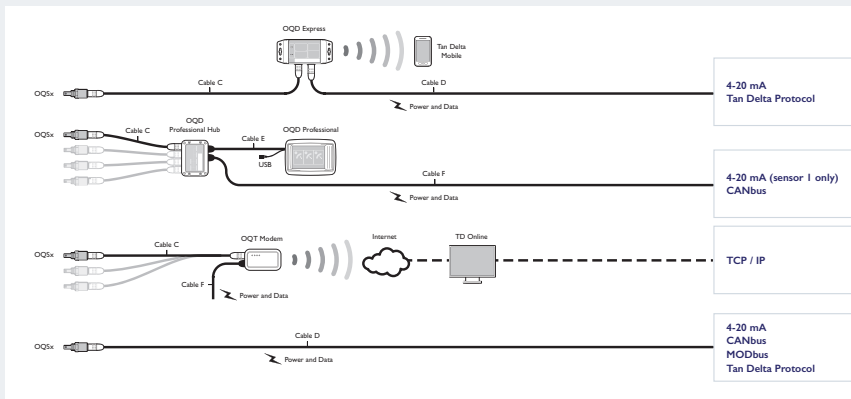 OQD Express
Tan Delta
Mobile
Cable C
Cable D
OQSx
Power and Data
4-20 mA
Tan Delta Protocol
OQD
Professional Hub
OQSx
Cable C
Cable E
OQD Professional
USB
Cable F
Power and Data
4-20 mA (sensor 1 only)
CANbus
OQSx
Cable C
OQT Modem
Internet
TD Online
Cable F
Power and Data
TCP / IP
OQSx
Cable D
Power and Data
4-20 mA
CANbus
MODbus
Tan Delta Protocol